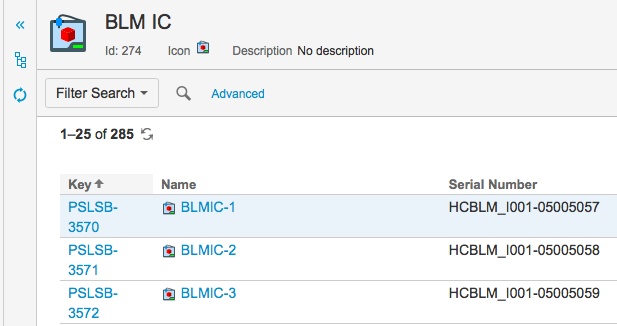 «
BLM IC
Id: 274 Icon Description No description
Filter Search Advanced
1–25 of 285
Key Name Serial Number
PSLSB-
3570 BLMIC-1 HCBLM_I001-05005057
PSLSB-
3571 BLMIC-2 HCBLM_I001-05005058
PSLSB-
3572 BLMIC-3 HCBLM_I001-05005059